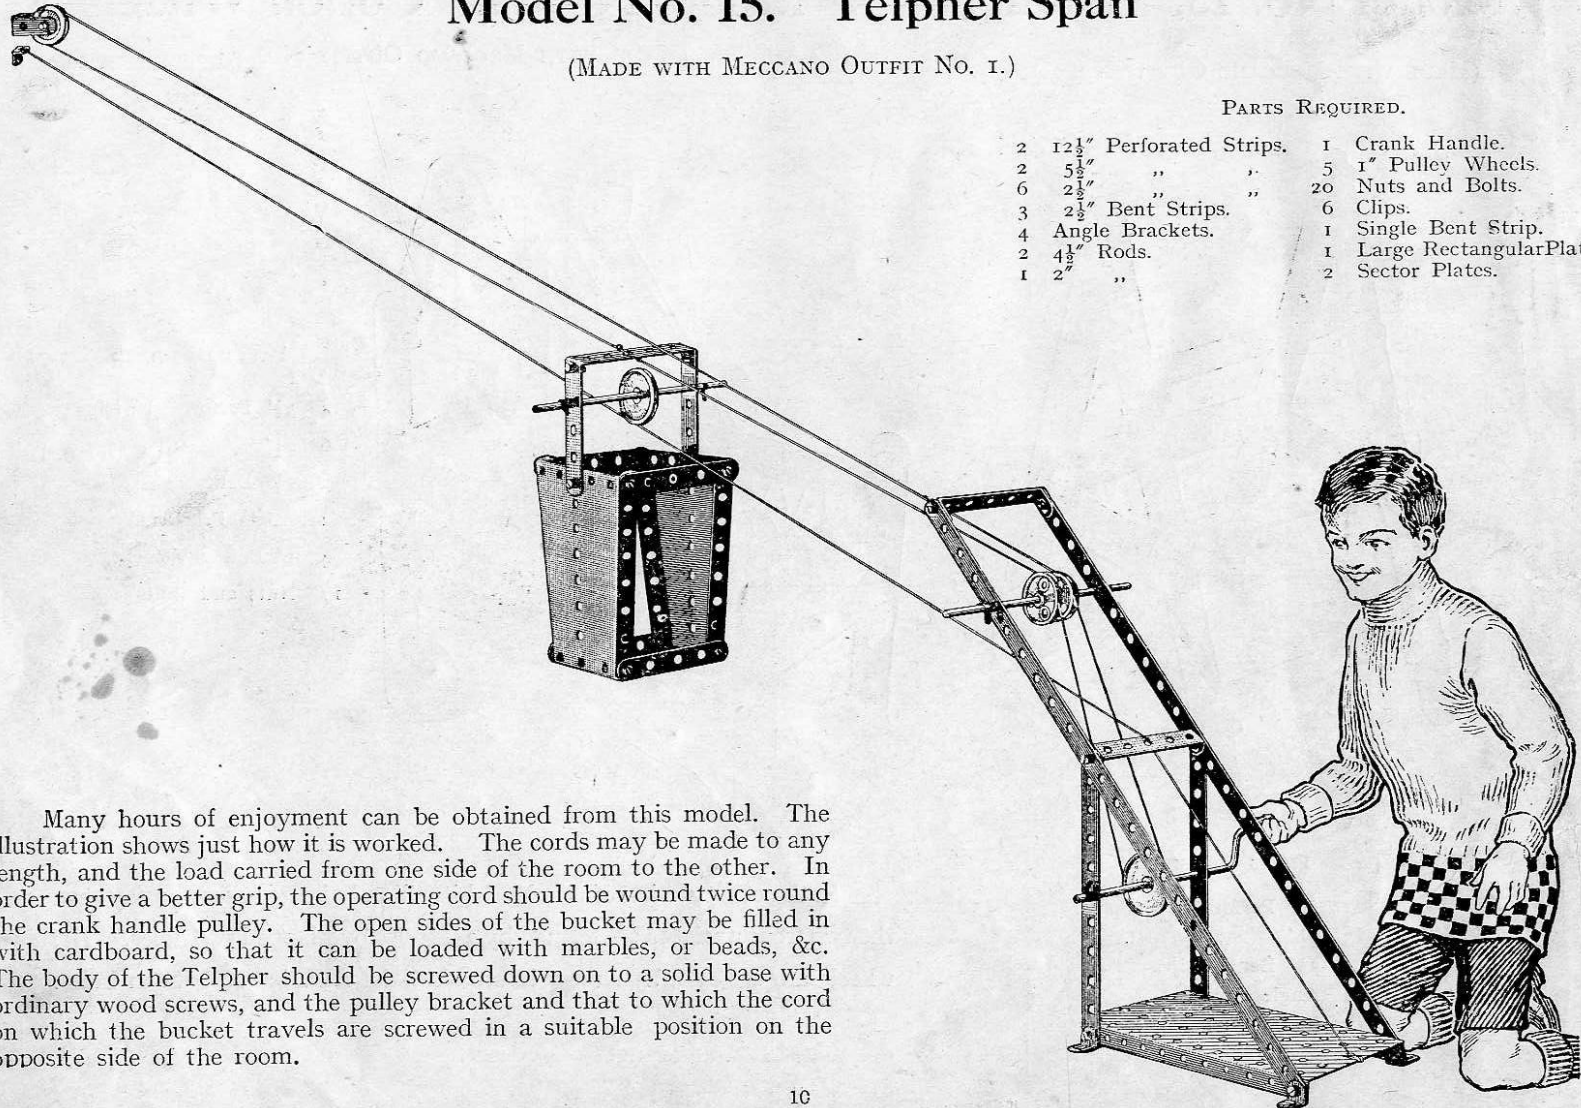 Model No. 15. Telpher Span
(MADE WITH MECCANO OUTFIT NO. 1.)
PARTS REQUIRED.
2 12½″ Perforated Strips.
2 5½″ ,, ,,
6 2½″ ,, ,,
3 2½″ Bent Strips.
4 Angle Brackets.
2 4½″ Rods.
1 2″ ,,
1 Crank Handle.
5 1″ Pulley Wheels.
20 Nuts and Bolts.
6 Clips.
1 Single Bent Strip.
1 Large Rectangular Plat
2 Sector Plates.
Many hours of enjoyment can be obtained from this model. The
llustration shows just how it is worked. The cords may be made to any
ength, and the load carried from one side of the room to the other. In
order to give a better grip, the operating cord should be wound twice round
the crank handle pulley. The open sides of the bucket may be filled in
with cardboard, so that it can be loaded with marbles, or beads, &c.
The body of the Telpher should be screwed down on to a solid base with
ordinary wood screws, and the pulley bracket and that to which the cord
on which the bucket travels are screwed in a suitable position on the
opposite side of the room.
10